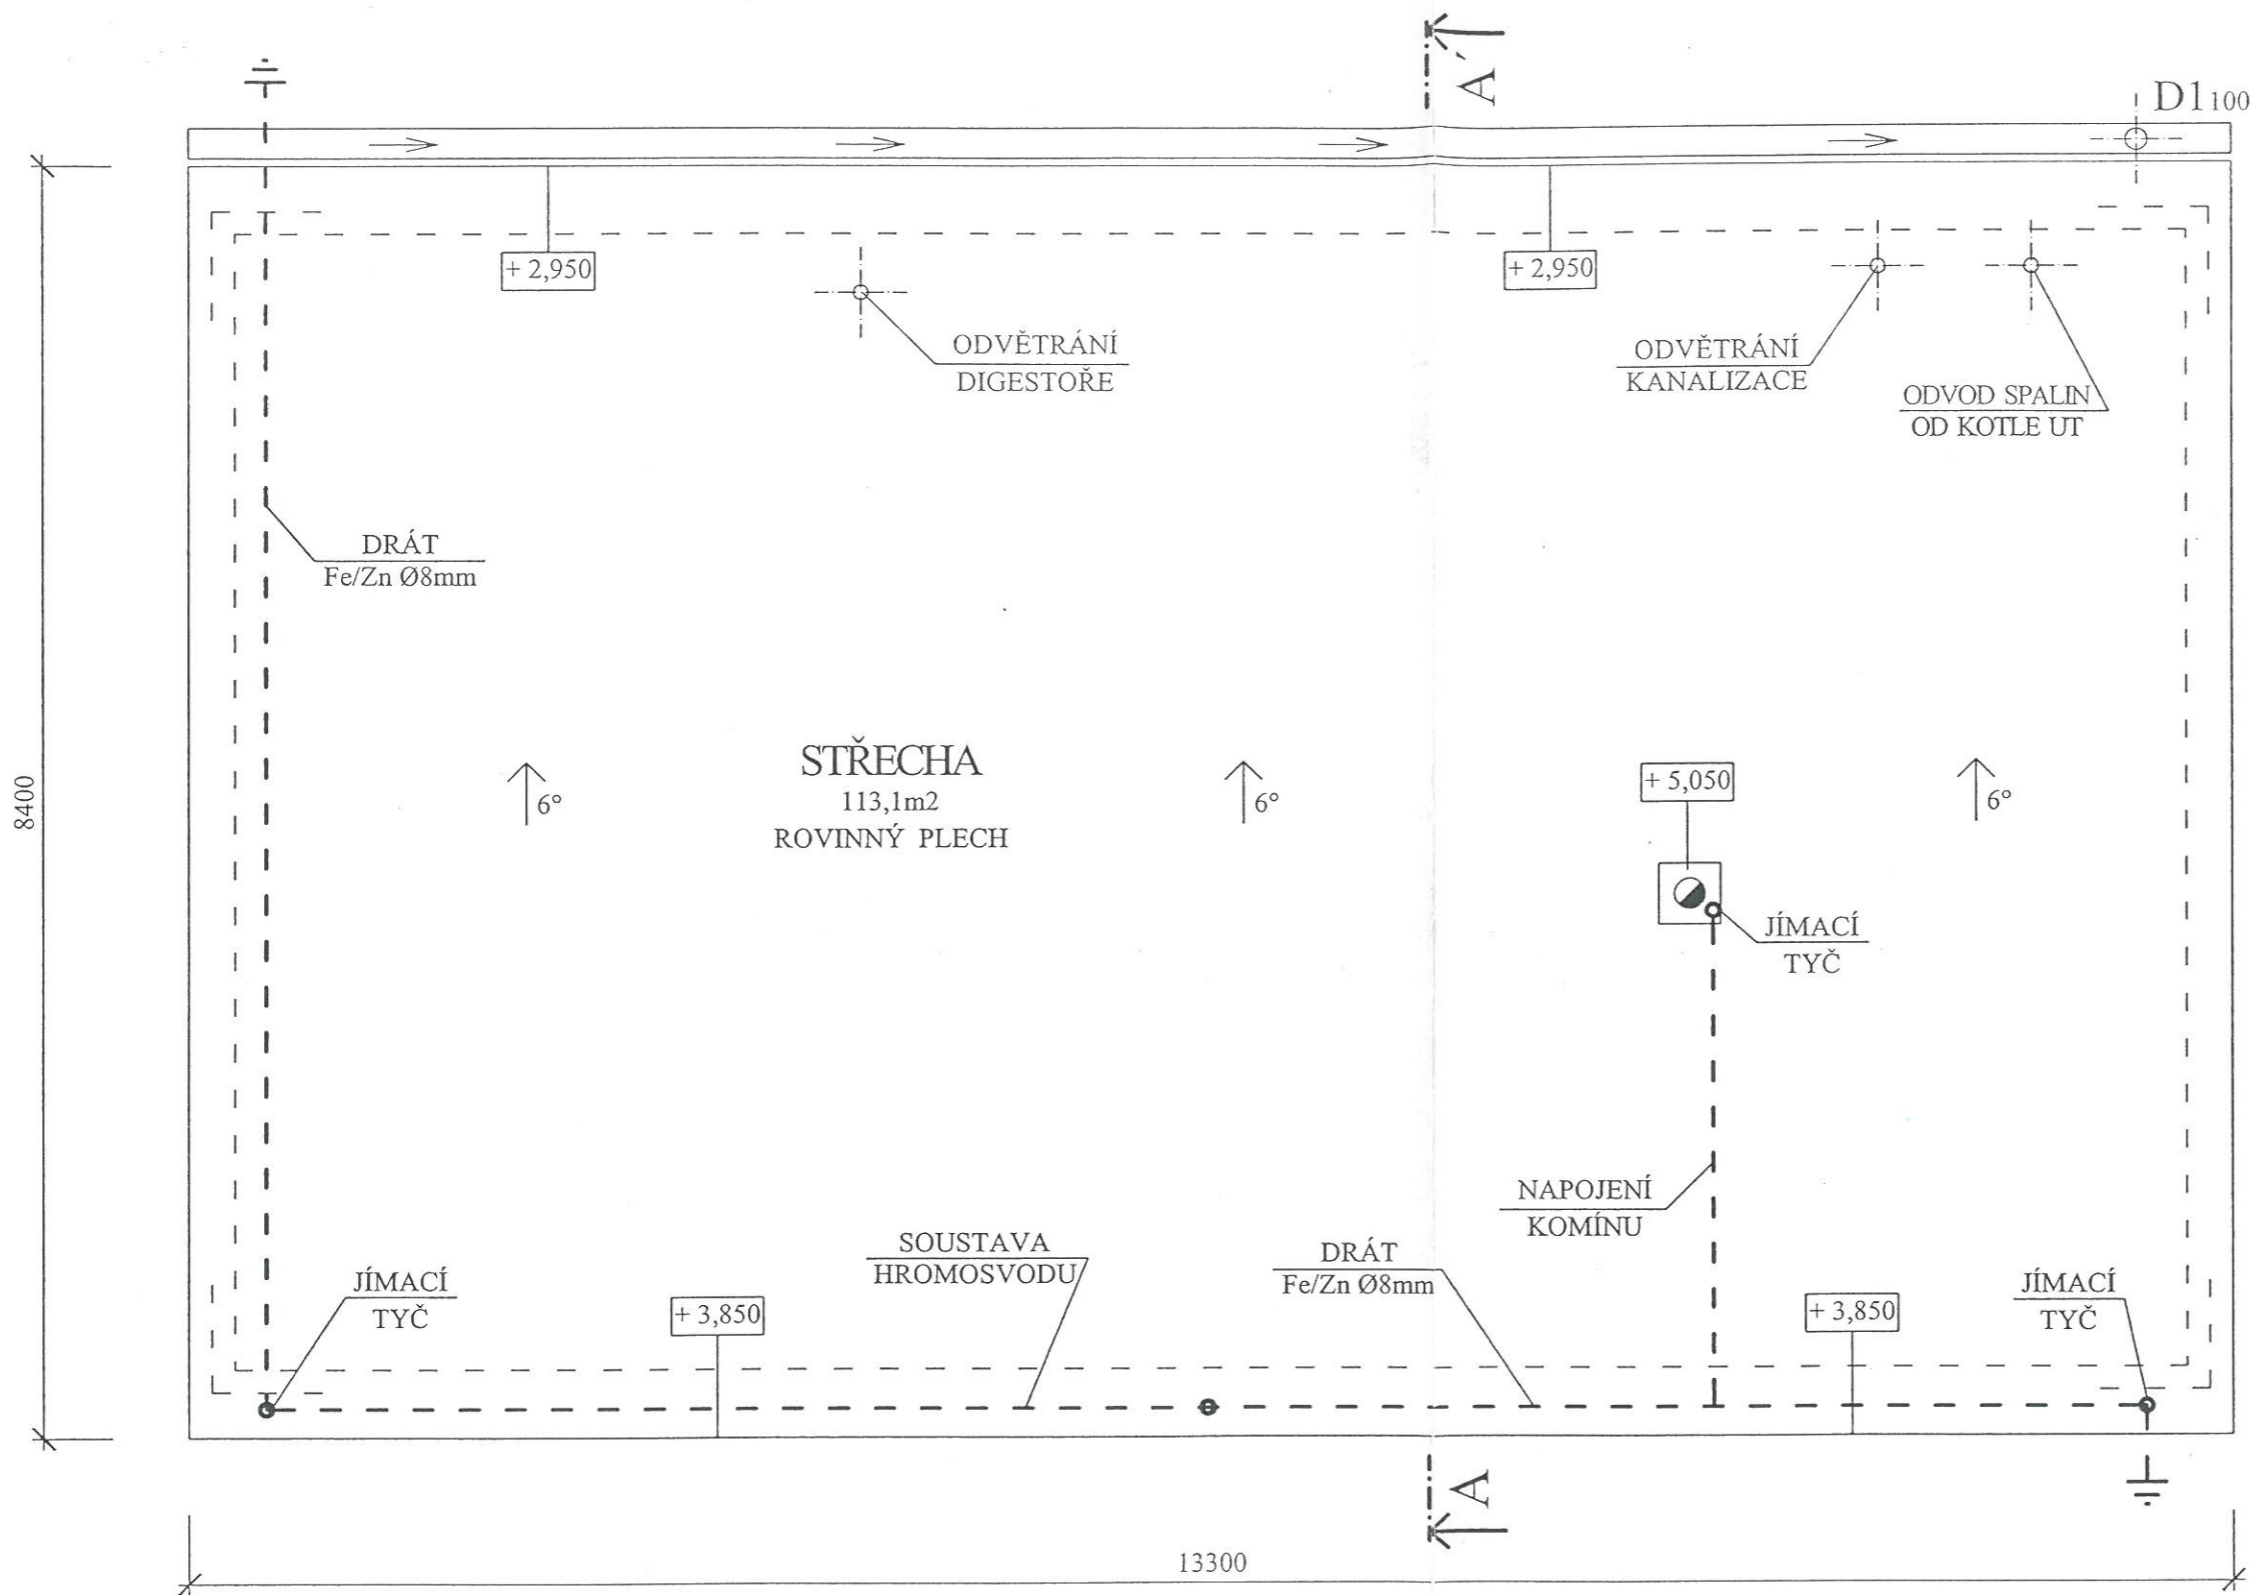 A´
D1 100
+ 2,950
+ 2,950
ODVĚTRÁNÍ
DIGESTOŘE
ODVĚTRÁNÍ
KANALIZACE
ODVOD SPALIN
OD KOTLE UT
DRÁT
Fe/Zn Ø8mm
8400
STŘECHA
113,1m2
ROVINNÝ PLECH
6°
6°
6°
+ 5,050
JÍMACÍ
TYČ
NAPOJENÍ
KOMÍNU
SOUSTAVA
HROMOSVODU
DRÁT
Fe/Zn Ø8mm
JÍMACÍ
TYČ
+ 3,850
+ 3,850
JÍMACÍ
TYČ
A
13300